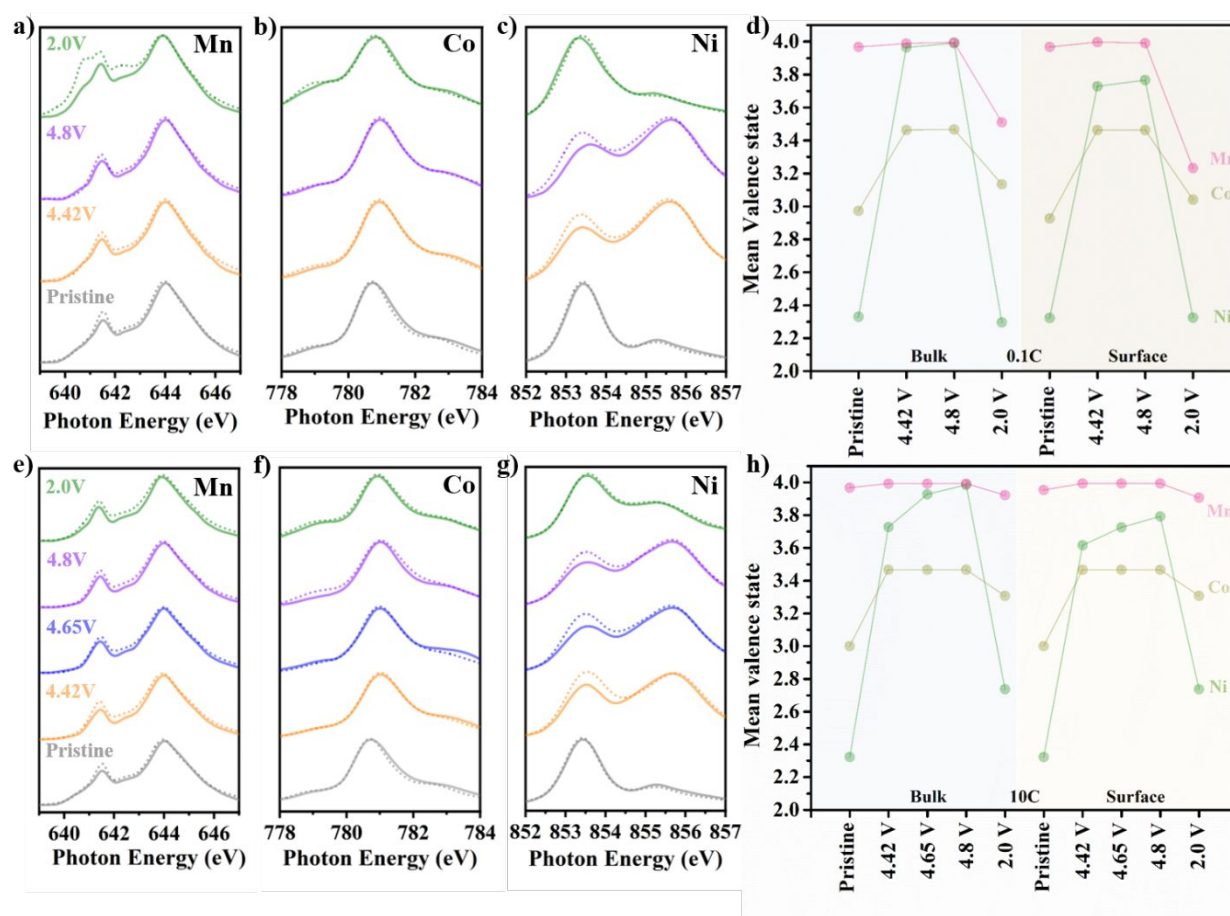 a)
Mn
2.0V
4.8V
4.42V
Pristine
640 642 644 646
Photon Energy (eV)
b)
Co
778 780 782 784
Photon Energy (eV)
c)
Ni
852 853 854 855 856 857
Photon Energy (eV)
d)
Mean Valence state
4.0
3.8
3.6
3.4
3.2
3.0
2.8
2.6
2.4
2.2
2.0
Mn
Co
Ni
Bulk 0.1C Surface
Pristine
4.42 V
4.8 V
2.0 V
Pristine
4.42 V
4.8 V
2.0 V
e)
Mn
2.0V
4.8V
4.65V
4.42V
Pristine
640 642 644 646
Photon Energy (eV)
f)
Co
778 780 782 784
Photon Energy (eV)
g)
Ni
852 853 854 855 856 857
Photon Energy (eV)
h)
Mean valence state
4.0
3.8
3.6
3.4
3.2
3.0
2.8
2.6
2.4
2.2
2.0
Mn
Co
Ni
Bulk 10C Surface
Pristine
4.42 V
4.65 V
4.8 V
2.0 V
Pristine
4.42 V
4.65 V
4.8 V
2.0 V